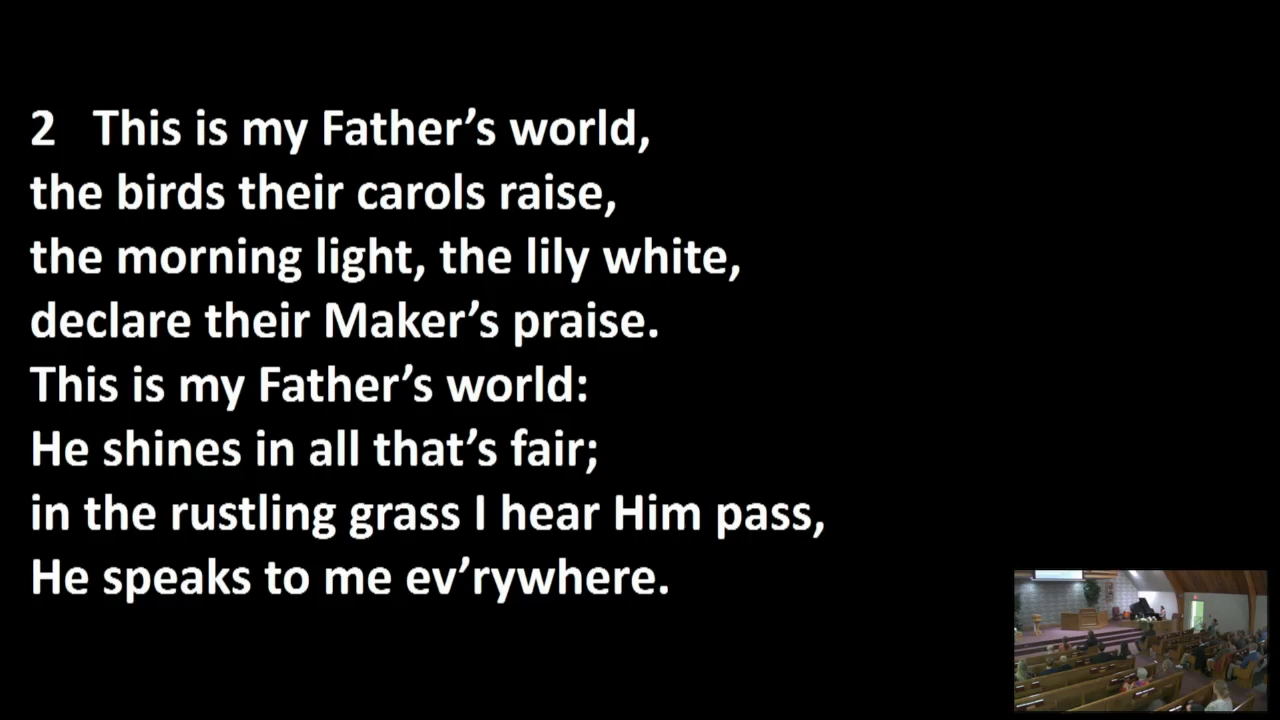 2 This is my Father’s world,
the birds their carols raise,
the morning light, the lily white,
declare their Maker’s praise.
This is my Father’s world:
He shines in all that’s fair;
in the rustling grass I hear Him pass,
He speaks to me ev’rywhere.